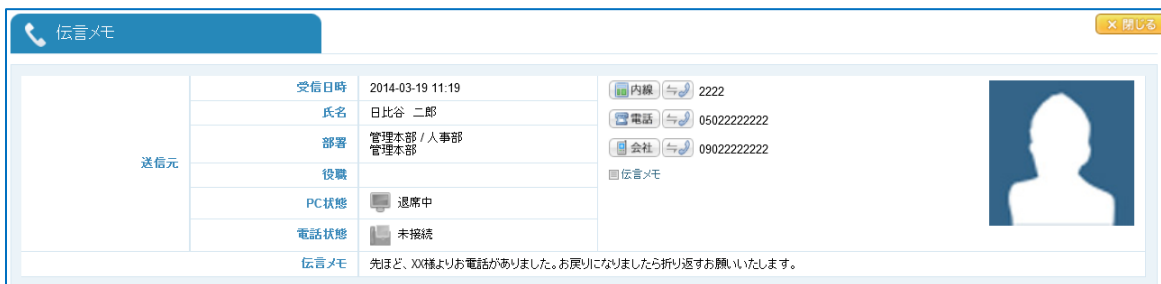 伝言メモ
× 閉じる
送信元
受信日時 2014-03-19 11:19
氏名 日比谷 二郎
部署 管理本部 / 人事部
管理本部
役職
PC状態 退席中
電話状態 未接続
内線 2222
電話 05022222222
会社 09022222222
伝言メモ
伝言メモ 先ほど、XX様よりお電話がありました。お戻りになりましたら折り返すお願いいたします。